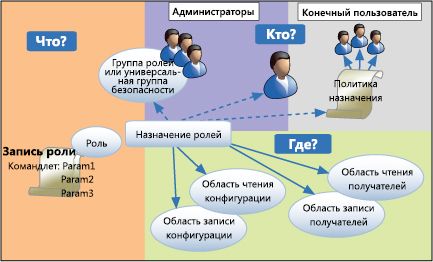 Администраторы
Конечный пользователь
Что?
Кто?
Группа ролей
или универсаль-
ная группа
безопасности
Политика
назначения
Назначение ролей
Где?
Роль
Запись роли
Командлет: Param1
Param2
Param3
Область чтения
конфигурации
Область записи
конфигурации
Область чтения
получателей
Область записи
получателей